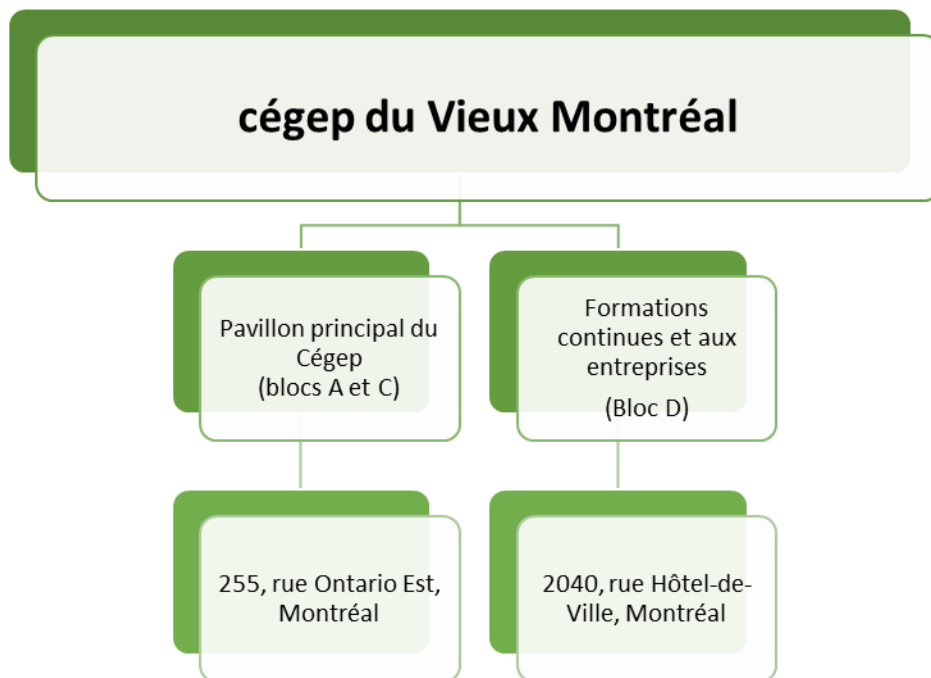 cégep du Vieux Montréal
Pavillon principal du
Cégep
(blocs A et C)
Formations
continues et aux
entreprises
(Bloc D)
255, rue Ontario Est,
Montréal
2040, rue Hôtel-de-
Ville, Montréal